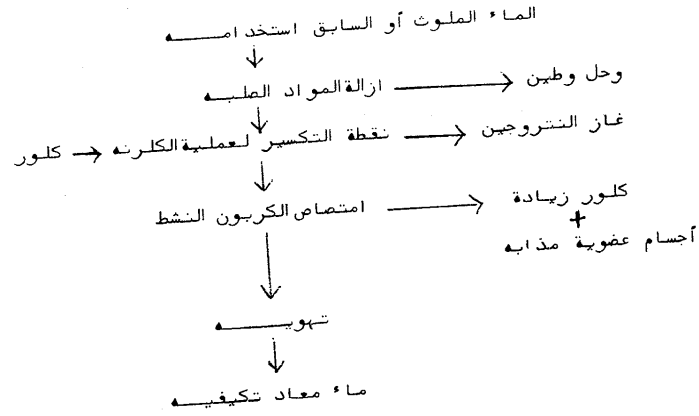 الماء الملوث أو السابق استخدامه
ازالة المواد الصلبه
وحل وطين
نقطة التكسير لعملية الكلرنه
غاز النتروجين
كلور
امتصاص الكربون النشط
كلور زيادة
+
أجسام عضوية مذابه
تهويه
ماء معاد تكيفيه